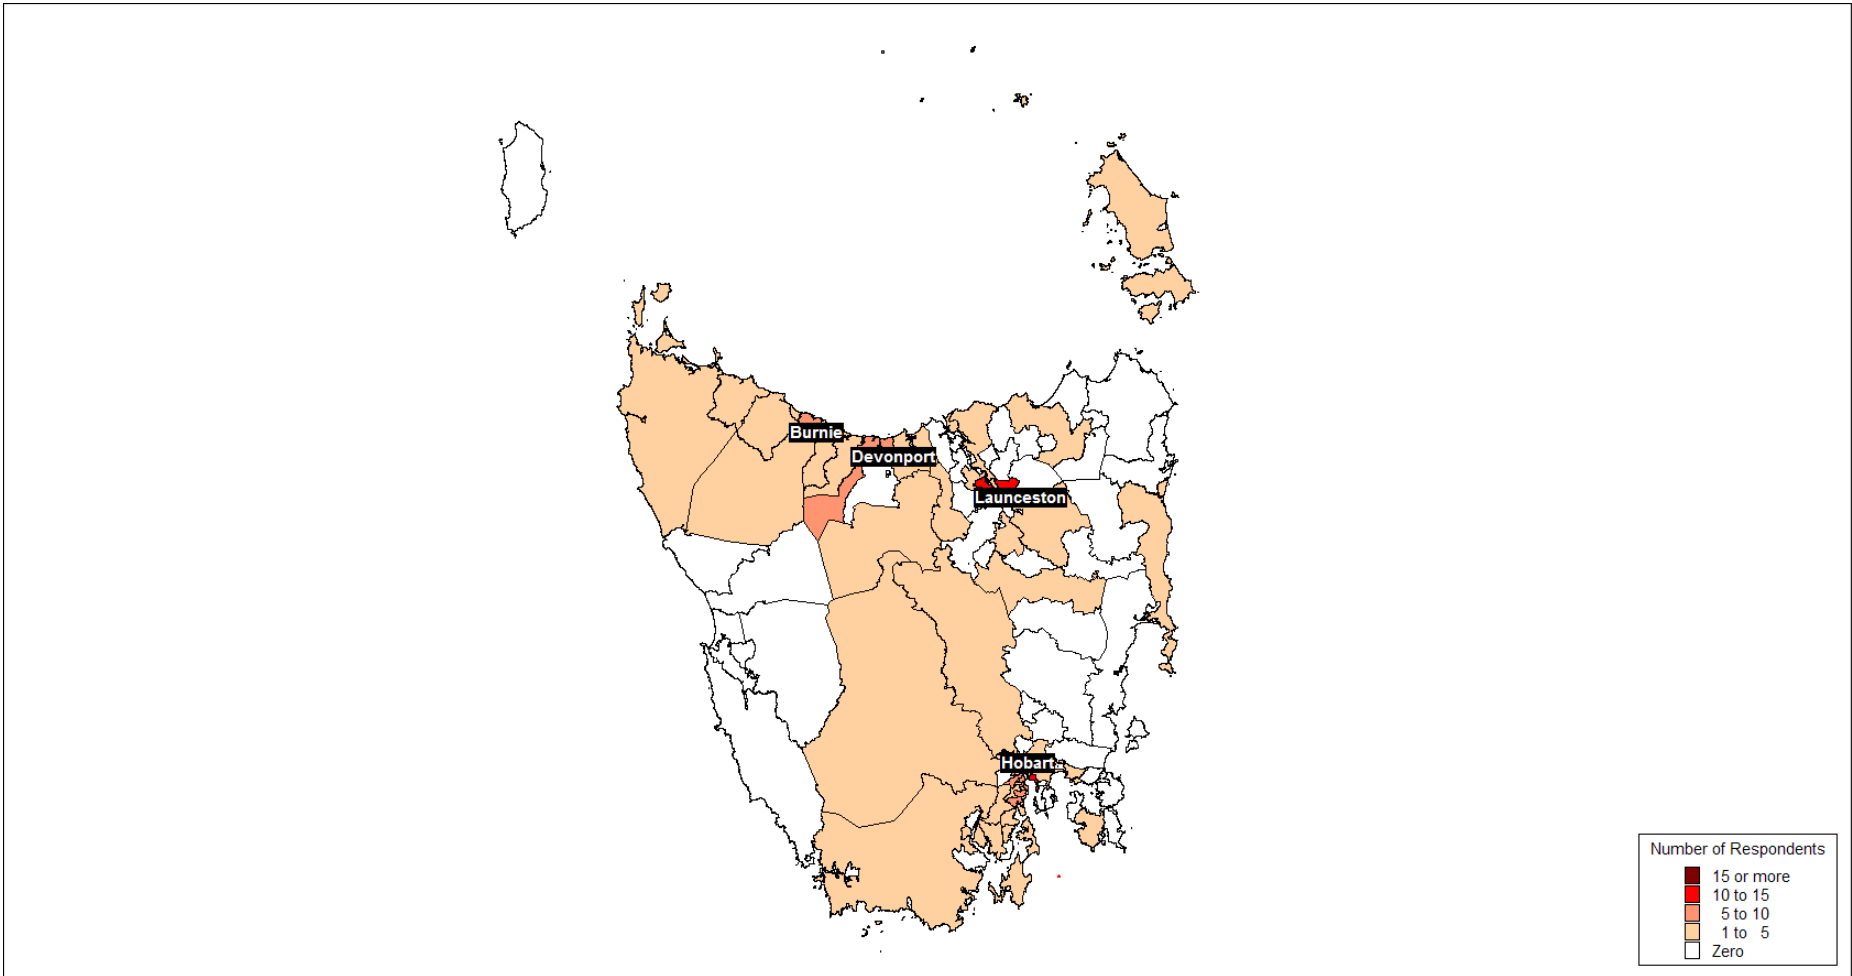 Burnie
Devonport
Launceston
Hobart
Number of Respondents
15 or more
10 to 15
5 to 10
1 to 5
Zero